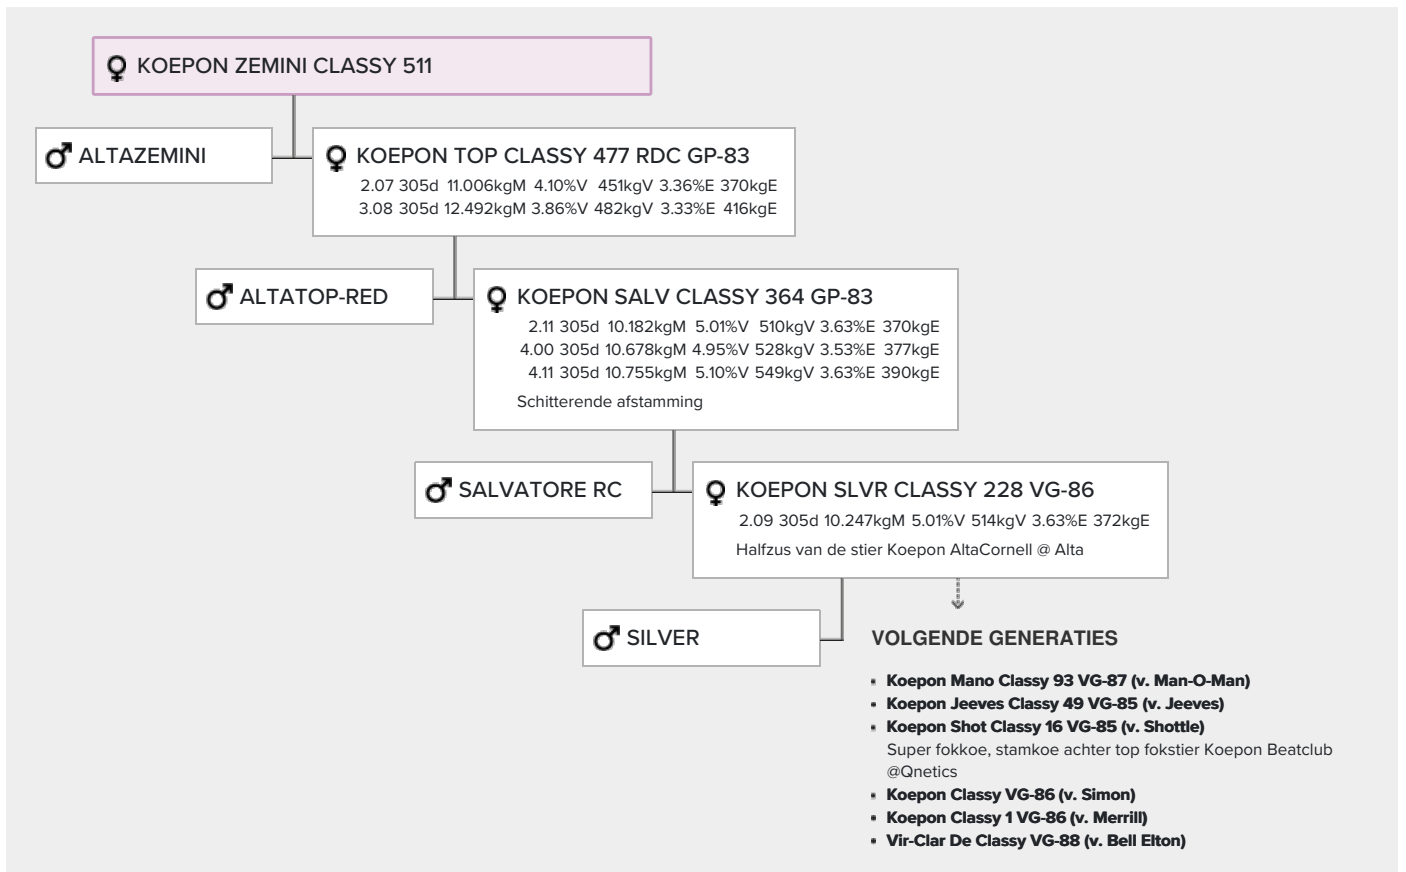 KOEPON ZEMINI CLASSY 511
ALTAZEMINI
KOEPON TOP CLASSY 477 RDC GP-83
2.07 305d 11.006kgM 4.10%V 451kgV 3.36%E 370kgE
3.08 305d 12.492kgM 3.86%V 482kgV 3.33%E 416kgE
ALTATOP-RED
KOEPON SALV CLASSY 364 GP-83
2.11 305d 10.182kgM 5.01%V 510kgV 3.63%E 370kgE
4.00 305d 10.678kgM 4.95%V 528kgV 3.53%E 377kgE
4.11 305d 10.755kgM 5.10%V 549kgV 3.63%E 390kgE
Schitterende afstamming
SALVATORE RC
KOEPON SLVR CLASSY 228 VG-86
2.09 305d 10.247kgM 5.01%V 514kgV 3.63%E 372kgE
Halfzus van de stier Koepon AltaCornell @ Alta
SILVER
VOLGENDE GENERATIES
Koepon Mano Classy 93 VG-87 (v. Man-O-Man)
Koepon Jeeves Classy 49 VG-85 (v. Jeeves)
Koepon Shot Classy 16 VG-85 (v. Shottle)
Super fokkoe, stamkoe achter top fokstier Koepon Beatclub
@Qnetics
Koepon Classy VG-86 (v. Simon)
Koepon Classy 1 VG-86 (v. Merrill)
Vir-Clar De Classy VG-88 (v. Bell Elton)